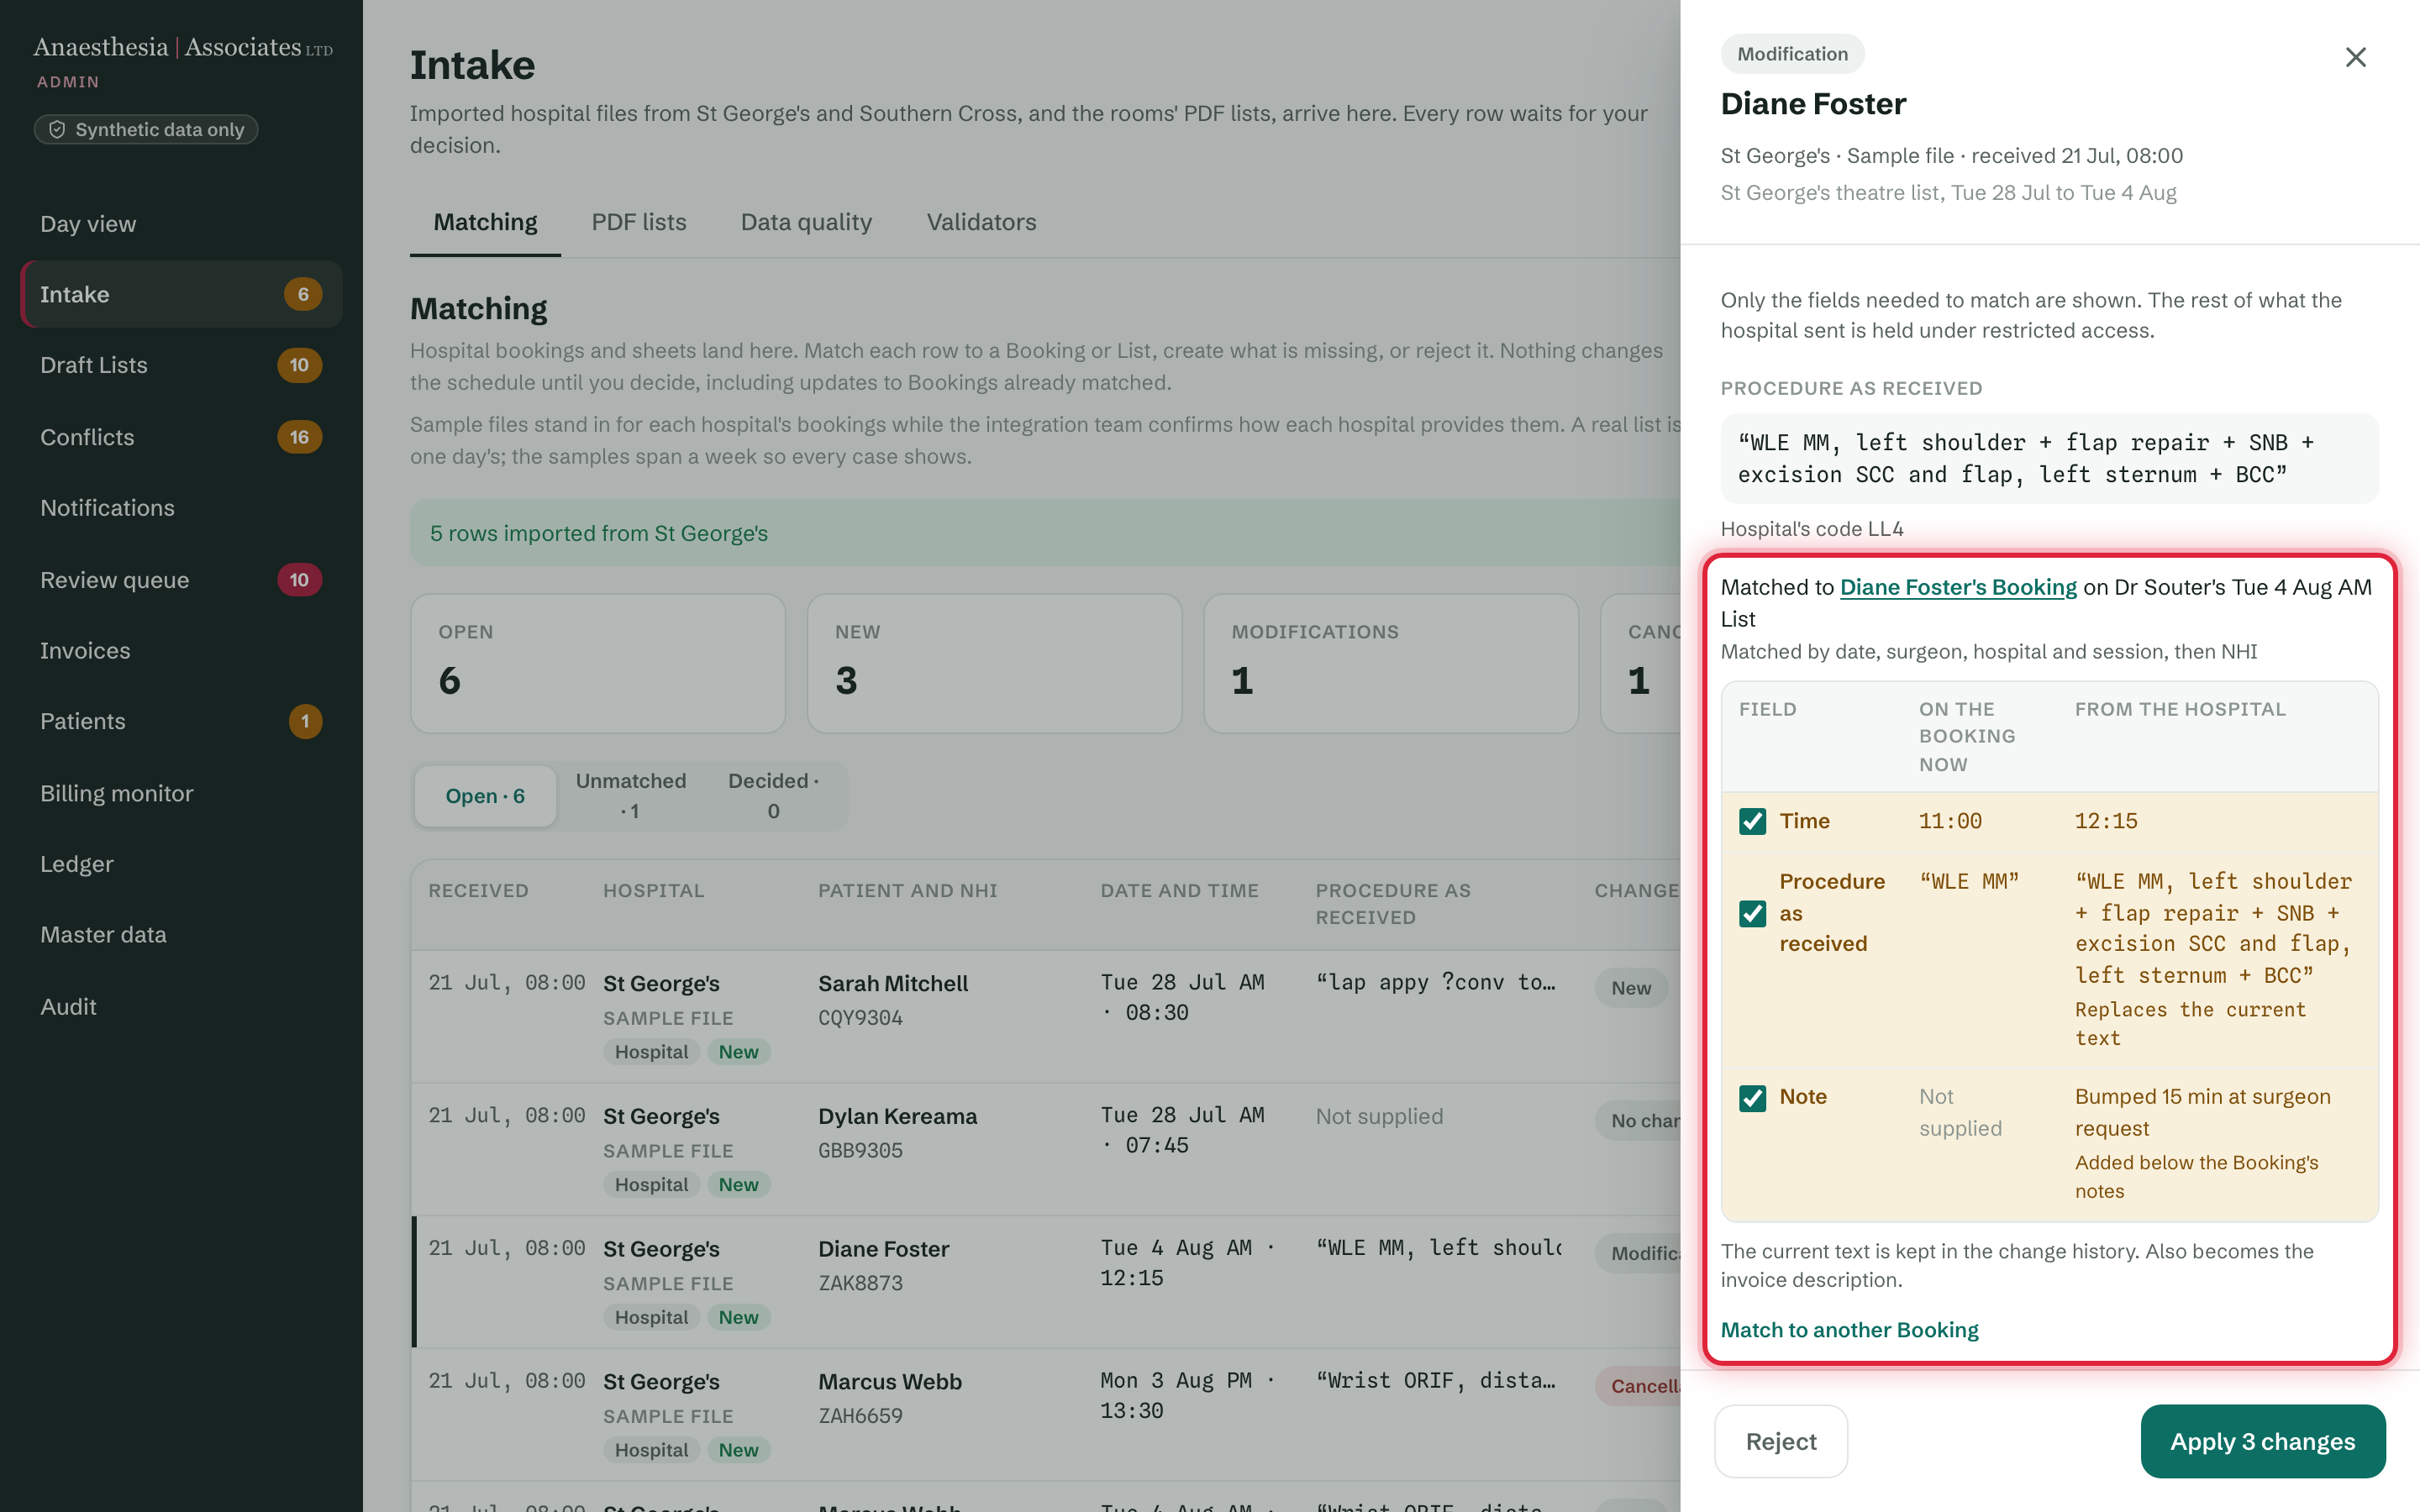 Anaesthesia | Associates LTD
ADMIN
Synthetic data only
Day view
Intake 6
Draft Lists 10
Conflicts 16
Notifications
Review queue 10
Invoices
Patients 1
Billing monitor
Ledger
Master data
Audit
Intake
Imported hospital files from St George's and Southern Cross, and the rooms' PDF lists, arrive here. Every row waits for your
decision.
Matching PDF lists Data quality Validators
Matching
Hospital bookings and sheets land here. Match each row to a Booking or List, create what is missing, or reject it. Nothing changes
the schedule until you decide, including updates to Bookings already matched.
Sample files stand in for each hospital's bookings while the integration team confirms how each hospital provides them. A real list is
one day's; the samples span a week so every case shows.
5 rows imported from St George's
OPEN NEW MODIFICATIONS
6 3 1 1
Open · 6 Unmatched Decided ·
· 1 0
RECEIVED HOSPITAL PATIENT AND NHI DATE AND TIME PROCEDURE AS CHANGE
RECEIVED
21 Jul, 08:00 St George's Sarah Mitchell Tue 28 Jul AM “lap appy ?conv to… New
SAMPLE FILE CQY9304 · 08:30
Hospital New
21 Jul, 08:00 St George's Dylan Kereama Tue 28 Jul AM Not supplied No
SAMPLE FILE GBB9305 · 07:45
Hospital New
21 Jul, 08:00 St George's Diane Foster Tue 4 Aug AM · “WLE MM, left
SAMPLE FILE ZAK8873 12:15
Hospital New
21 Jul, 08:00 St George's Marcus Webb Mon 3 Aug PM · “Wrist ORIF, dista…
SAMPLE FILE ZAH6659 13:30
Hospital New
Modification
Diane Foster
St George's · Sample file · received 21 Jul, 08:00
St George's theatre list, Tue 28 Jul to Tue 4 Aug
Only the fields needed to match are shown. The rest of what the
hospital sent is held under restricted access.
PROCEDURE AS RECEIVED
“WLE MM, left shoulder + flap repair + SNB +
excision SCC and flap, left sternum + BCC”
Hospital's code LL4
Matched to Diane Foster's Booking on Dr Souter's Tue 4 Aug AM
List
Matched by date, surgeon, hospital and session, then NHI
FIELD ON THE FROM THE HOSPITAL
BOOKING
NOW
Time 11:00 12:15
Procedure “WLE MM” “WLE MM, left shoulder
as + flap repair + SNB +
received excision SCC and flap,
left sternum + BCC”
Replaces the current
text
Note Not Bumped 15 min at surgeon
supplied request
Added below the Booking's
notes
The current text is kept in the change history. Also becomes the
invoice description.
Match to another Booking
Reject Apply 3 changes